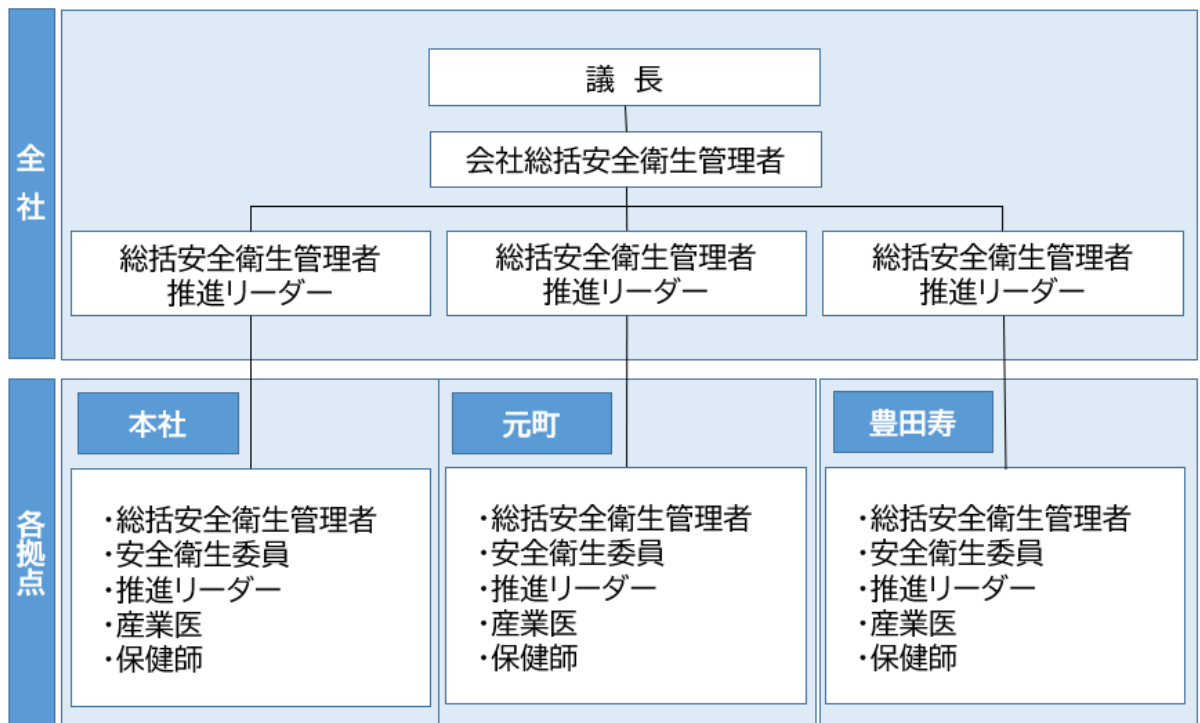 全社
議 長
会社総括安全衛生管理者
総括安全衛生管理者
推進リーダー
総括安全衛生管理者
推進リーダー
総括安全衛生管理者
推進リーダー
各拠点
本社
・総括安全衛生管理者
・安全衛生委員
・推進リーダー
・産業医
・保健師
元町
・総括安全衛生管理者
・安全衛生委員
・推進リーダー
・産業医
・保健師
豊田寿
・総括安全衛生管理者
・安全衛生委員
・推進リーダー
・産業医
・保健師